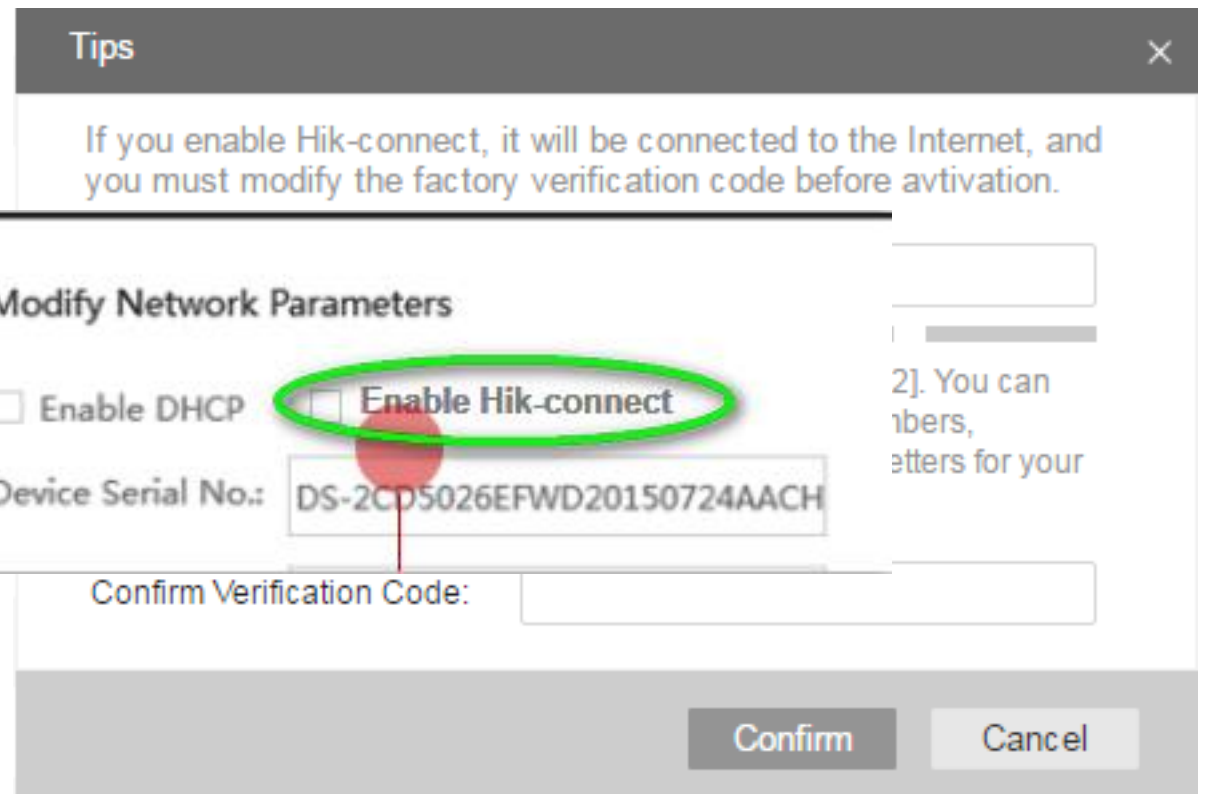 Tips
If you enable Hik-connect, it will be connected to the Internet, and
you must modify the factory verification code before avtivation.
Modify Network Parameters
Enable DHCP Enable Hik-connect
2]. You can
etters for your
Device Serial No.: DS-2CD5026EFWD20150724AACH
Confirm Verification Code:
Confirm Cancel